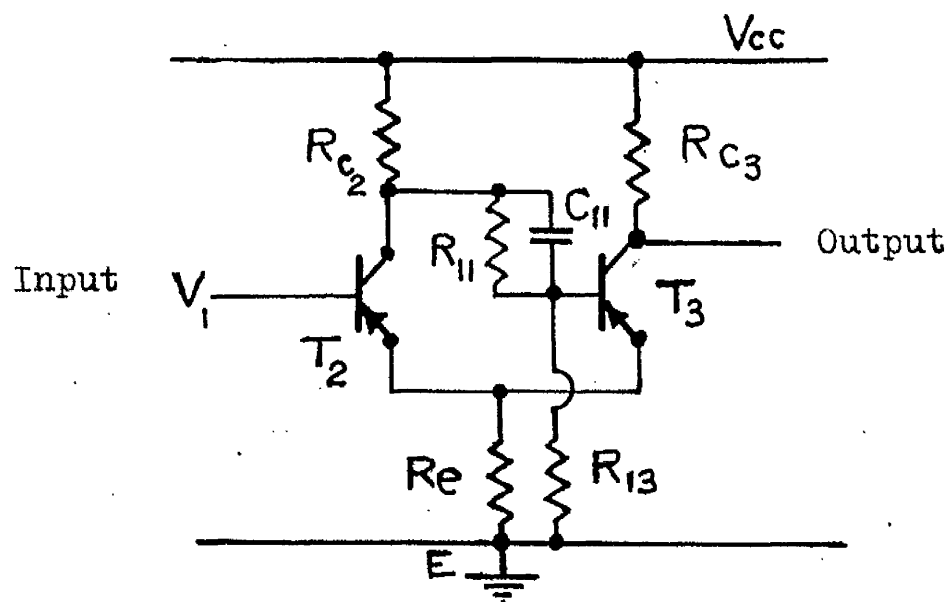 Vcc
Rc2
Rc3
C11
R11
Output
Input
V1
T3
T2
Re
R13
E